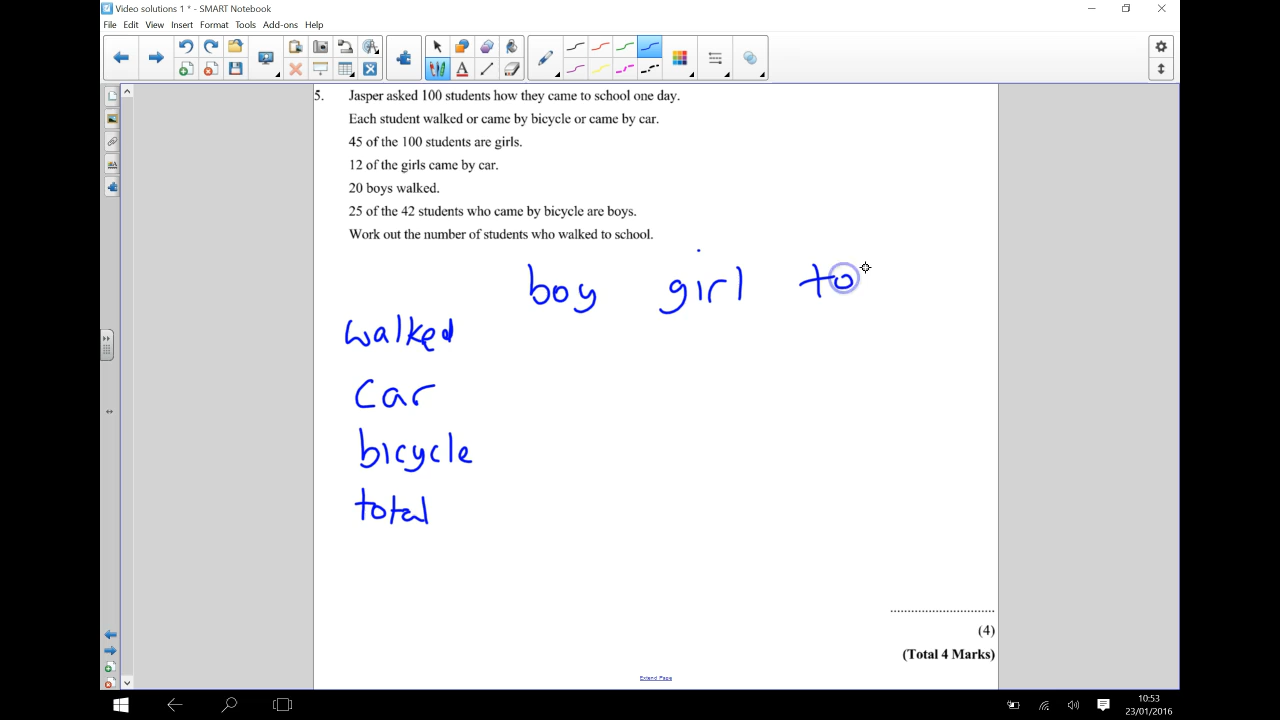 Video solutions 1 * - SMART Notebook
File Edit View Insert Format Tools Add-ons Help
5. Jasper asked 100 students how they came to school one day.
Each student walked or came by bicycle or came by car.
45 of the 100 students are girls.
12 of the girls came by car.
20 boys walked.
25 of the 42 students who came by bicycle are boys.
Work out the number of students who walked to school.
boy girl to
walked
car
bicycle
total
..............................
(4)
(Total 4 Marks)
Extend Page
10:53
23/01/2016